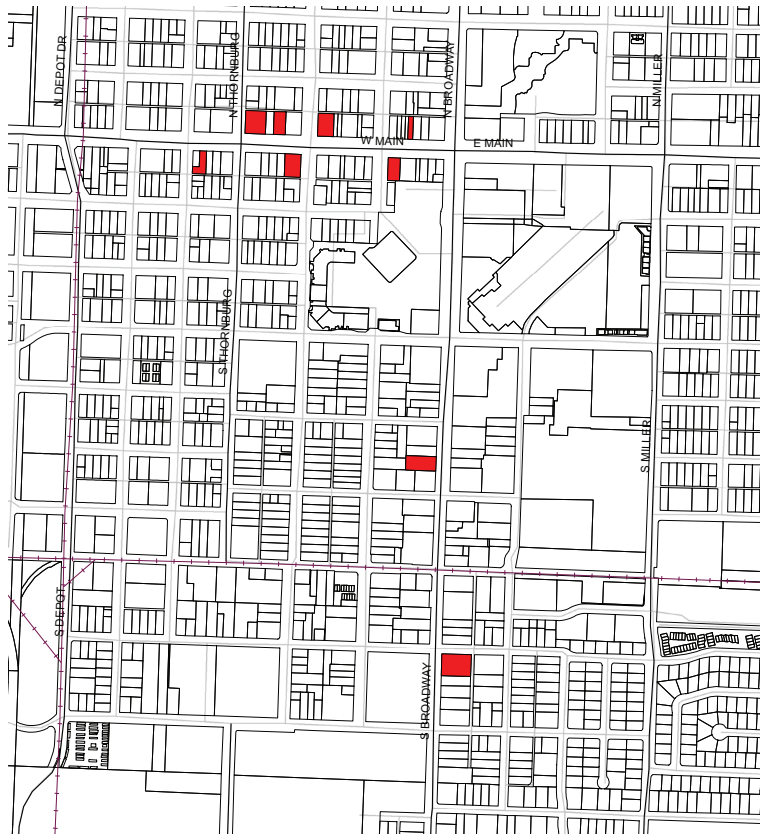 N DEPOT DR
N THORNBURG
N BROADWAY
N MILLER
W MAIN
E MAIN
S THORNBURG
S MILLER
S DEPOT
S BROADWAY